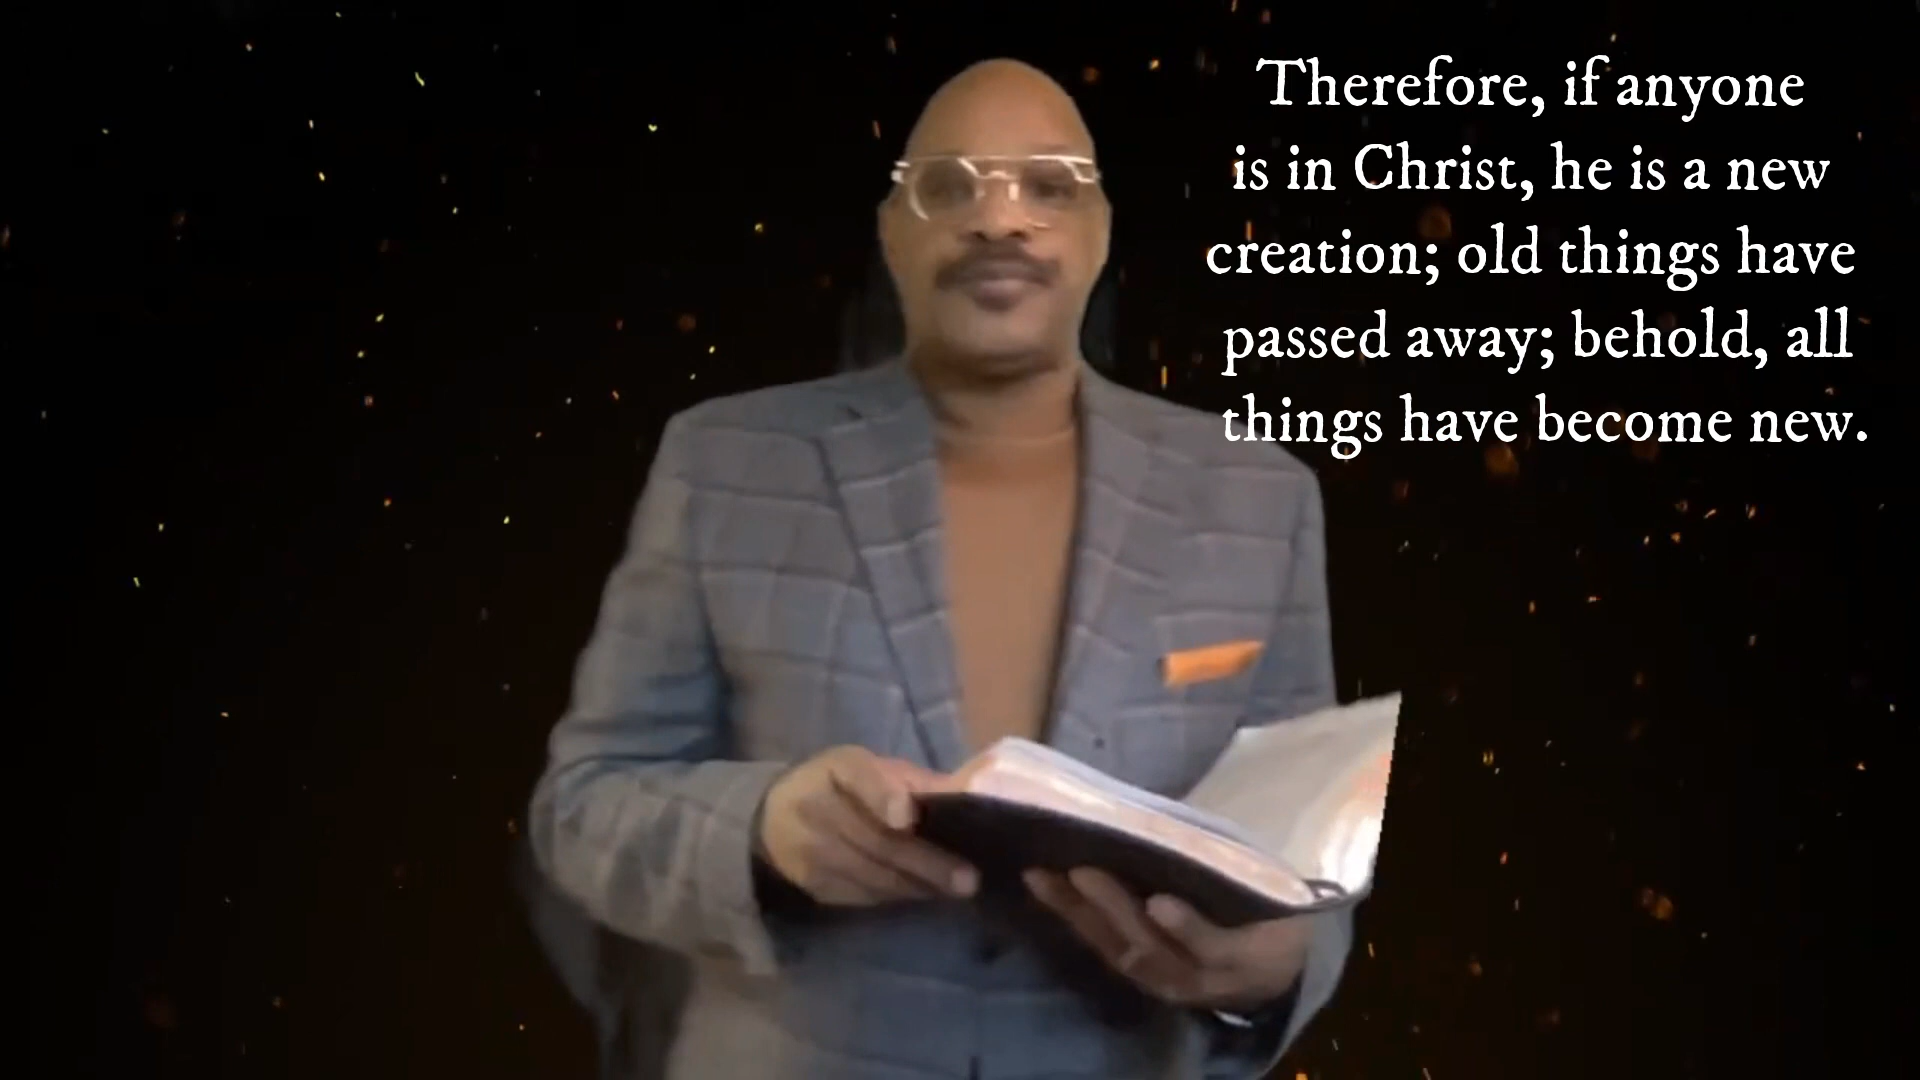 Therefore, if anyone
is in Christ, he is a new
creation; old things have
passed away; behold, all
things have become new.